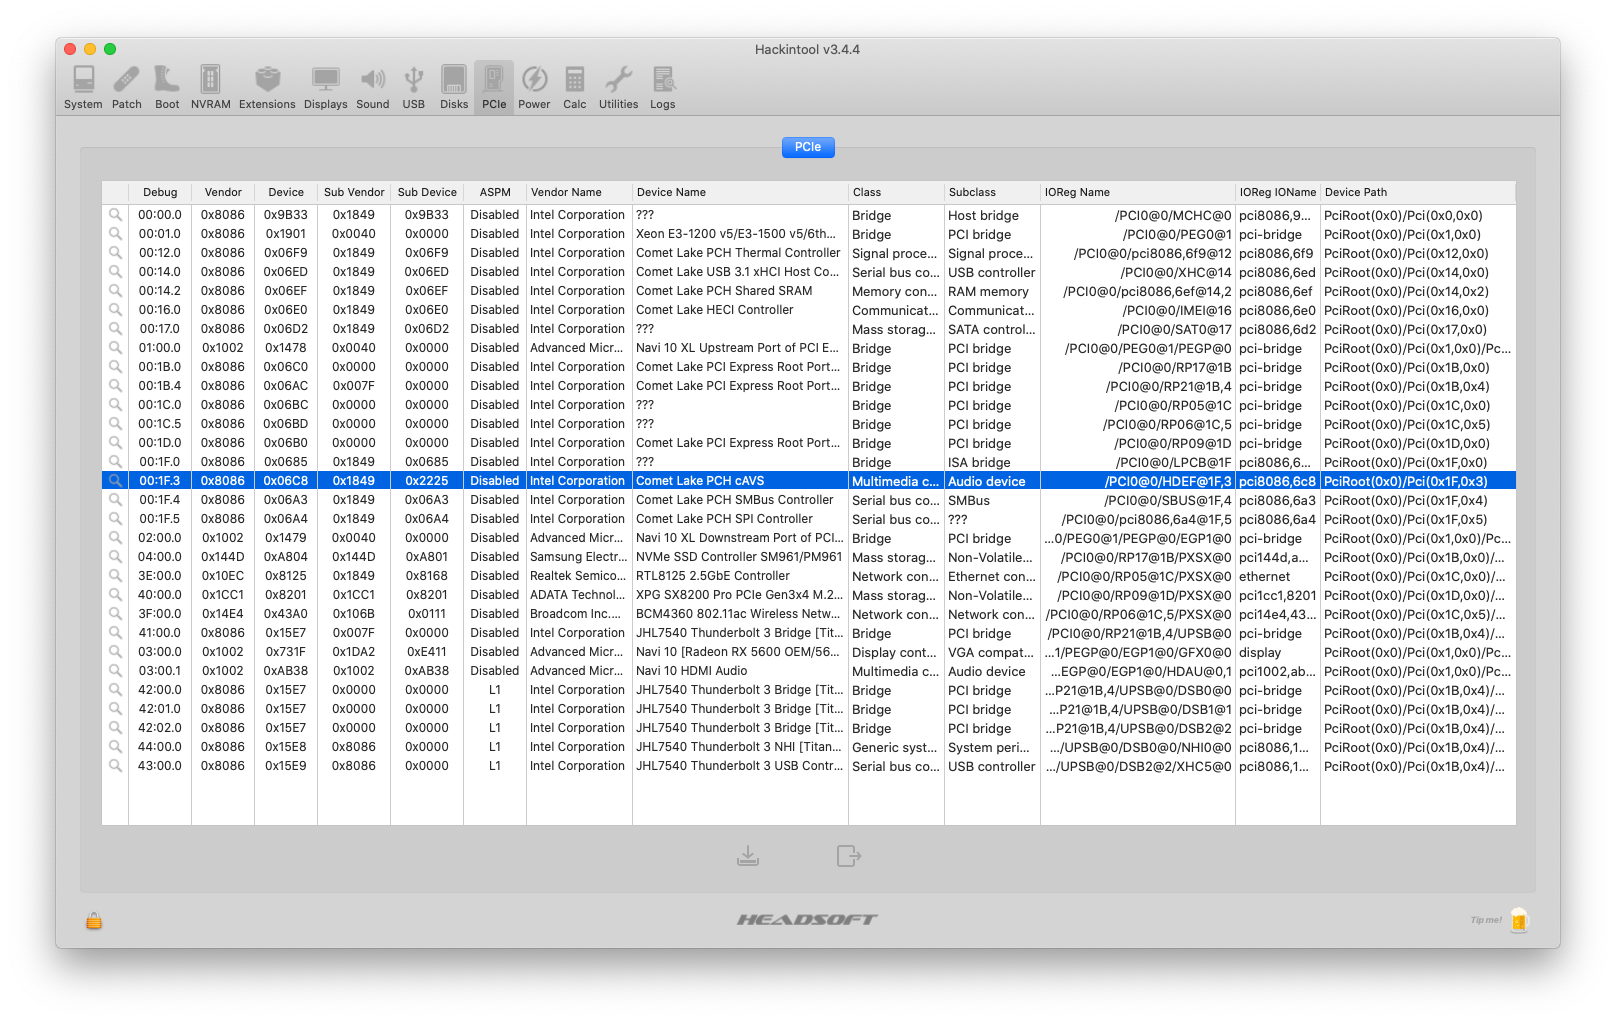 Hackintool v3.4.4
System Patch Boot NVRAM Extensions Displays Sound USB Disks PCIe Power Calc Utilities Logs
PCIe
Debug Vendor Device Sub Vendor Sub Device ASPM Vendor Name Device Name Class Subclass IOReg Name IOReg IOName Device Path
00:00.0 0x8086 0x9B33 0x1849 0x9B33 Disabled Intel Corporation ??? Bridge Host bridge /PCI0@0/MCHC@0 pci8086,9... PciRoot(0x0)/Pci(0x0,0x0)
00:01.0 0x8086 0x1901 0x0040 0x0000 Disabled Intel Corporation Xeon E3-1200 v5/E3-1500 v5/6th... Bridge PCI bridge /PCI0@0/PEG0@1 pci-bridge PciRoot(0x0)/Pci(0x1,0x0)
00:12.0 0x8086 0x06F9 0x1849 0x06F9 Disabled Intel Corporation Comet Lake PCH Thermal Controller Signal proce... Signal proce... /PCI0@0/pci8086,6f9@12 pci8086,6f9 PciRoot(0x0)/Pci(0x12,0x0)
00:14.0 0x8086 0x06ED 0x1849 0x06ED Disabled Intel Corporation Comet Lake USB 3.1 xHCI Host Co... Serial bus co... USB controller /PCI0@0/XHC@14 pci8086,6ed PciRoot(0x0)/Pci(0x14,0x0)
00:14.2 0x8086 0x06EF 0x1849 0x06EF Disabled Intel Corporation Comet Lake PCH Shared SRAM Memory con... RAM memory /PCI0@0/pci8086,6ef@14,2 pci8086,6ef PciRoot(0x0)/Pci(0x14,0x2)
00:16.0 0x8086 0x06E0 0x1849 0x06E0 Disabled Intel Corporation Comet Lake HECI Controller Communicat... Communicat... /PCI0@0/IMEI@16 pci8086,6e0 PciRoot(0x0)/Pci(0x16,0x0)
00:17.0 0x8086 0x06D2 0x1849 0x06D2 Disabled Intel Corporation ??? Mass storag... SATA control... /PCI0@0/SAT0@17 pci8086,6d2 PciRoot(0x0)/Pci(0x17,0x0)
01:00.0 0x1002 0x1478 0x0040 0x0000 Disabled Advanced Micr... Navi 10 XL Upstream Port of PCI E... Bridge PCI bridge /PCI0@0/PEG0@1/PEGP@0 pci-bridge PciRoot(0x0)/Pci(0x1,0x0)/Pc...
00:1B.0 0x8086 0x06C0 0x0000 0x0000 Disabled Intel Corporation Comet Lake PCI Express Root Port... Bridge PCI bridge /PCI0@0/RP17@1B pci-bridge PciRoot(0x0)/Pci(0x1B,0x0)
00:1B.4 0x8086 0x06AC 0x007F 0x0000 Disabled Intel Corporation Comet Lake PCI Express Root Port... Bridge PCI bridge /PCI0@0/RP21@1B,4 pci-bridge PciRoot(0x0)/Pci(0x1B,0x4)
00:1C.0 0x8086 0x06BC 0x0000 0x0000 Disabled Intel Corporation ??? Bridge PCI bridge /PCI0@0/RP05@1C pci-bridge PciRoot(0x0)/Pci(0x1C,0x0)
00:1C.5 0x8086 0x06BD 0x0000 0x0000 Disabled Intel Corporation ??? Bridge PCI bridge /PCI0@0/RP06@1C,5 pci-bridge PciRoot(0x0)/Pci(0x1C,0x5)
00:1D.0 0x8086 0x06B0 0x0000 0x0000 Disabled Intel Corporation Comet Lake PCI Express Root Port... Bridge PCI bridge /PCI0@0/RP09@1D pci-bridge PciRoot(0x0)/Pci(0x1D,0x0)
00:1F.0 0x8086 0x0685 0x1849 0x0685 Disabled Intel Corporation ??? Bridge ISA bridge /PCI0@0/LPCB@1F pci8086,6... PciRoot(0x0)/Pci(0x1F,0x0)
00:1F.3 0x8086 0x06C8 0x1849 0x2225 Disabled Intel Corporation Comet Lake PCH cAVS Multimedia c... Audio device /PCI0@0/HDEF@1F,3 pci8086,6c8 PciRoot(0x0)/Pci(0x1F,0x3)
00:1F.4 0x8086 0x06A3 0x1849 0x06A3 Disabled Intel Corporation Comet Lake PCH SMBus Controller Serial bus co... SMBus /PCI0@0/SBUS@1F,4 pci8086,6a3 PciRoot(0x0)/Pci(0x1F,0x4)
00:1F.5 0x8086 0x06A4 0x1849 0x06A4 Disabled Intel Corporation Comet Lake PCH SPI Controller Serial bus co... ??? /PCI0@0/pci8086,6a4@1F,5 pci8086,6a4 PciRoot(0x0)/Pci(0x1F,0x5)
02:00.0 0x1002 0x1479 0x0040 0x0000 Disabled Advanced Micr... Navi 10 XL Downstream Port of PCI... Bridge PCI bridge ...0/PEG0@1/PEGP@0/EGP1@0 pci-bridge PciRoot(0x0)/Pci(0x1,0x0)/Pc...
04:00.0 0x144D 0xA804 0x144D 0xA801 Disabled Samsung Electr... NVMe SSD Controller SM961/PM961 Mass storag... Non-Volatile... /PCI0@0/RP17@1B/PXSX@0 pci144d,a... PciRoot(0x0)/Pci(0x1B,0x0)/...
3E:00.0 0x10EC 0x8125 0x1849 0x8168 Disabled Realtek Semico... RTL8125 2.5GbE Controller Network con... Ethernet con... /PCI0@0/RP05@1C/PXSX@0 ethernet PciRoot(0x0)/Pci(0x1C,0x0)/...
40:00.0 0x1CC1 0x8201 0x1CC1 0x8201 Disabled ADATA Technol... XPG SX8200 Pro PCIe Gen3x4 M.2... Mass storag... Non-Volatile... /PCI0@0/RP09@1D/PXSX@0 pci1cc1,8201 PciRoot(0x0)/Pci(0x1D,0x0)/...
3F:00.0 0x14E4 0x43A0 0x106B 0x0111 Disabled Broadcom Inc.... BCM4360 802.11ac Wireless Netw... Network con... Network con... /PCI0@0/RP06@1C,5/PXSX@0 pci14e4,43... PciRoot(0x0)/Pci(0x1C,0x5)/...
41:00.0 0x8086 0x15E7 0x007F 0x0000 Disabled Intel Corporation JHL7540 Thunderbolt 3 Bridge [Tit... Bridge PCI bridge /PCI0@0/RP21@1B,4/UPSB@0 pci-bridge PciRoot(0x0)/Pci(0x1B,0x4)/...
03:00.0 0x1002 0x731F 0x1DA2 0xE411 Disabled Advanced Micr... Navi 10 [Radeon RX 5600 OEM/56... Display cont... VGA compat... ...1/PEGP@0/EGP1@0/GFX0@0 display PciRoot(0x0)/Pci(0x1,0x0)/Pc...
03:00.1 0x1002 0xAB38 0x1002 0xAB38 Disabled Advanced Micr... Navi 10 HDMI Audio Multimedia c... Audio device ...EGP@0/EGP1@0/HDAU@0,1 pci1002,ab... PciRoot(0x0)/Pci(0x1,0x0)/Pc...
42:00.0 0x8086 0x15E7 0x0000 0x0000 L1 Intel Corporation JHL7540 Thunderbolt 3 Bridge [Tit... Bridge PCI bridge ...P21@1B,4/UPSB@0/DSB0@0 pci-bridge PciRoot(0x0)/Pci(0x1B,0x4)/...
42:01.0 0x8086 0x15E7 0x0000 0x0000 L1 Intel Corporation JHL7540 Thunderbolt 3 Bridge [Tit... Bridge PCI bridge ...P21@1B,4/UPSB@0/DSB1@1 pci-bridge PciRoot(0x0)/Pci(0x1B,0x4)/...
42:02.0 0x8086 0x15E7 0x0000 0x0000 L1 Intel Corporation JHL7540 Thunderbolt 3 Bridge [Tit... Bridge PCI bridge ...P21@1B,4/UPSB@0/DSB2@2 pci-bridge PciRoot(0x0)/Pci(0x1B,0x4)/...
44:00.0 0x8086 0x15E8 0x8086 0x0000 L1 Intel Corporation JHL7540 Thunderbolt 3 NHI [Titan... Generic syst... System peri... .../UPSB@0/DSB0@0/NHI0@0 pci8086,1... PciRoot(0x0)/Pci(0x1B,0x4)/...
43:00.0 0x8086 0x15E9 0x8086 0x0000 L1 Intel Corporation JHL7540 Thunderbolt 3 USB Contr... Serial bus co... USB controller .../UPSB@0/DSB2@2/XHC5@0 pci8086,1... PciRoot(0x0)/Pci(0x1B,0x4)/...
HEADSOFT
Tip me!